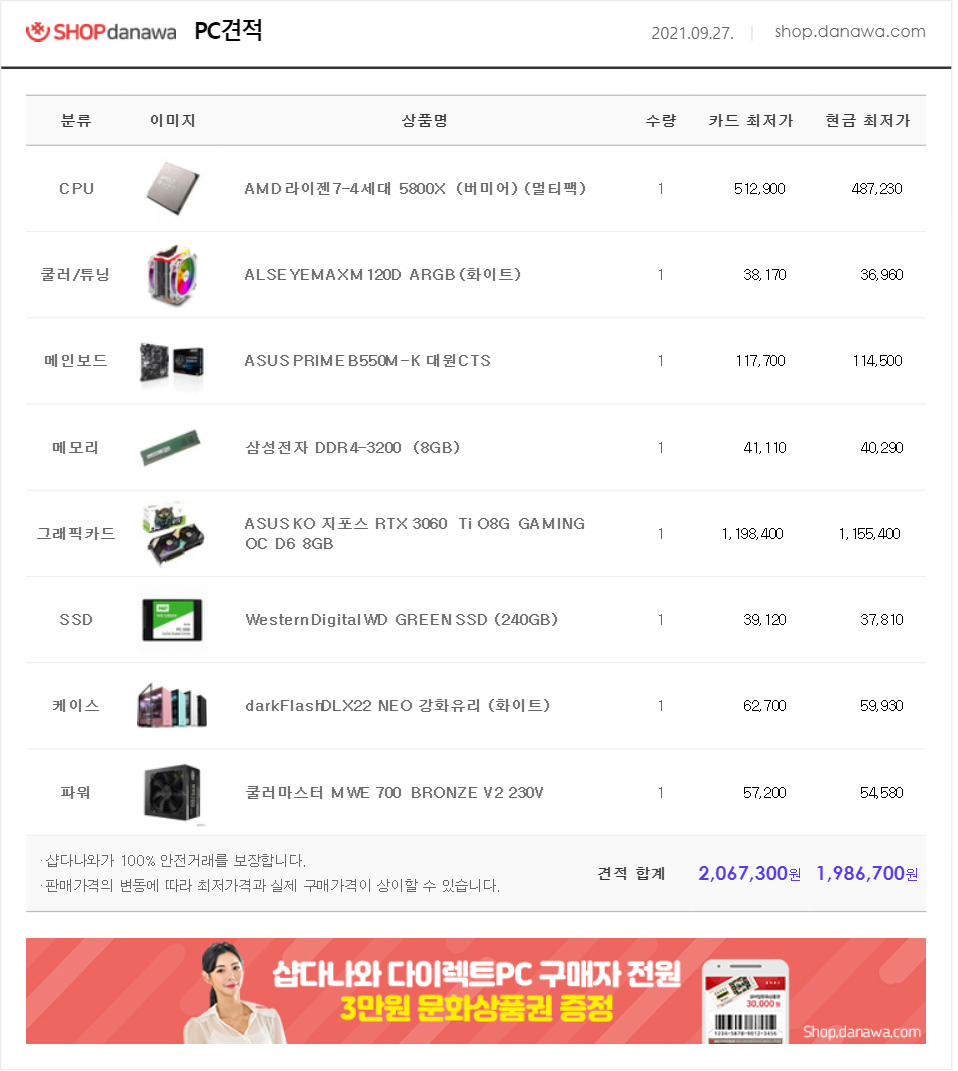 SHOPdanawa PC견적
2021.09.27. | shop.danawa.com
분류 이미지 상품명 수량 카드 최저가 현금 최저가
CPU AMD 라이젠7-4세대 5800X (버미어) (멀티팩) 1 512,900 487,230
쿨러/튜닝 ALSEYE MAX M120D ARGB (화이트) 1 38,170 36,960
메인보드 ASUS PRIME B550M-K 대원CTS 1 117,700 114,500
메모리 삼성전자 DDR4-3200 (8GB) 1 41,110 40,290
그래픽카드 ASUS KO 지포스 RTX 3060 Ti O8G GAMING
OC D6 8GB 1 1,198,400 1,155,400
SSD Western Digital WD GREEN SSD (240GB) 1 39,120 37,810
케이스 darkFlash DLX22 NEO 강화유리 (화이트) 1 62,700 59,930
파워 쿨러마스터 MWE 700 BRONZE V2 230V 1 57,200 54,580
·샵다나와가 100% 안전거래를 보장합니다.
·판매가격의 변동에 따라 최저가격과 실제 구매가격이 상이할 수 있습니다.
견적 합계 2,067,300원 1,986,700원
샵다나와 다이렉트PC 구매자 전원
3만원 문화상품권 증정
30,000원
Shop.danawa.com